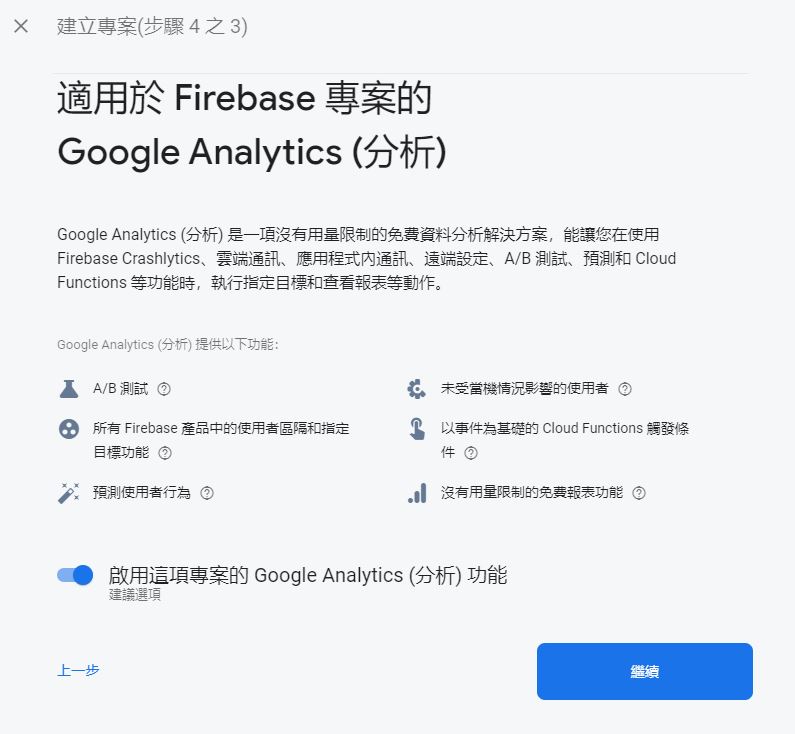 建立專案(步驟 4 之 3)
適用於 Firebase 專案的
Google Analytics (分析)
Google Analytics (分析) 是一項沒有用量限制的免費資料分析解決方案，能讓您在使用
Firebase Crashlytics、雲端通訊、應用程式內通訊、遠端設定、A/B 測試、預測和 Cloud
Functions 等功能時，執行指定目標和查看報表等動作。
Google Analytics (分析) 提供以下功能：
A/B 測試
未受當機情況影響的使用者
所有 Firebase 產品中的使用者區隔和指定
目標功能
以事件為基礎的 Cloud Functions 觸發條
件
預測使用者行為
沒有用量限制的免費報表功能
啟用這項專案的 Google Analytics (分析) 功能
建議選項
上一步
繼續